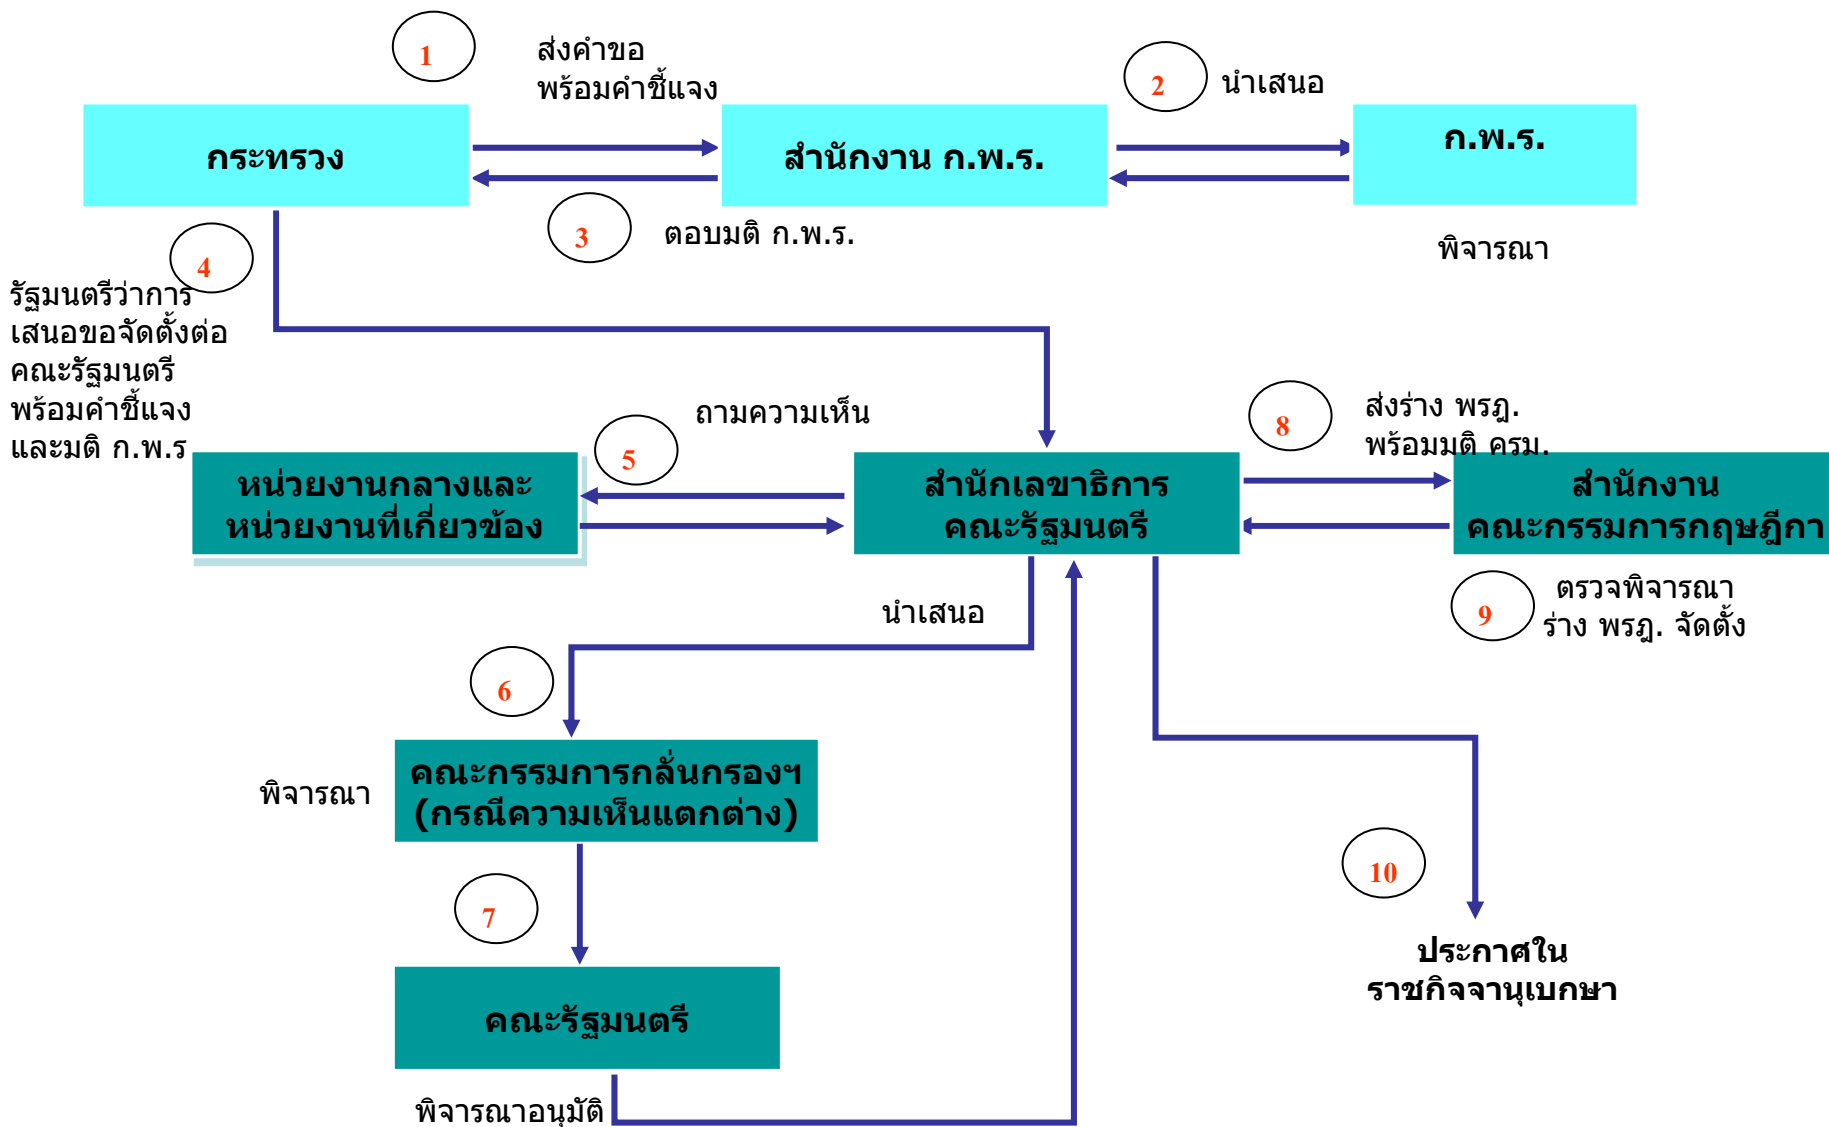 1
ส่งคำขอ
พร้อมคำชี้แจง
2
นำเสนอ
กระทรวง
สำนักงาน ก.พ.ร.
ก.พ.ร.
3
ตอบมติ ก.พ.ร.
พิจารณา
4
รัฐมนตรีว่าการ
เสนอขอจัดตั้งต่อ
คณะรัฐมนตรี
พร้อมคำชี้แจง
และมติ ก.พ.ร
ถามความเห็น
5
8
ส่งร่าง พรฎ.
พร้อมมติ ครม.
หน่วยงานกลางและ
หน่วยงานที่เกี่ยวข้อง
สำนักเลขาธิการ
คณะรัฐมนตรี
สำนักงาน
คณะกรรมการกฤษฎีกา
9
ตรวจพิจารณา
ร่าง พรฎ. จัดตั้ง
นำเสนอ
6
พิจารณา
คณะกรรมการกลั่นกรองฯ
(กรณีความเห็นแตกต่าง)
7
10
ประกาศใน
ราชกิจจานุเบกษา
คณะรัฐมนตรี
พิจารณาอนุมัติ